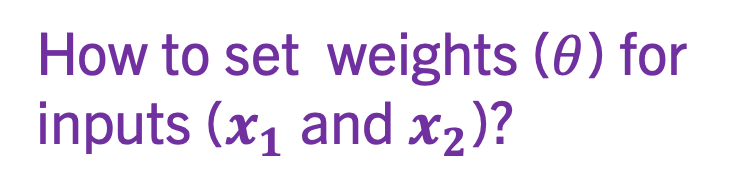 How to set weights (θ) for
inputs (x₁ and x₂)?